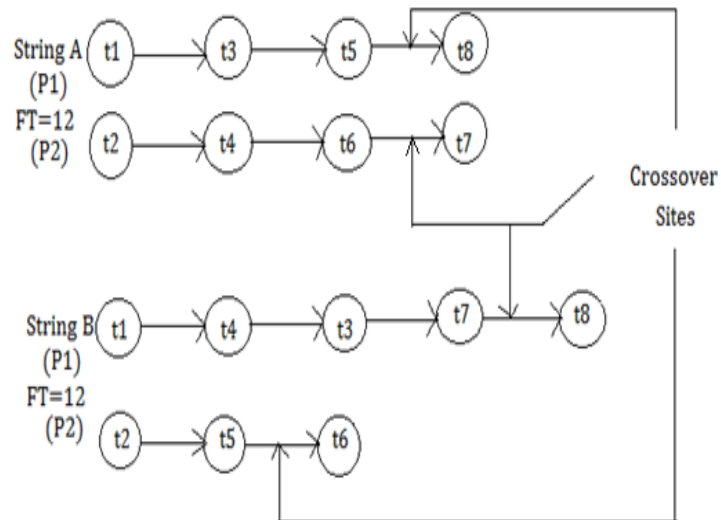 String A
(P1)
FT=12
(P2)
t1 t3 t5 t8
t2 t4 t6 t7
Crossover
Sites
String B
(P1)
FT=12
(P2)
t1 t4 t3 t7 t8
t2 t5 t6